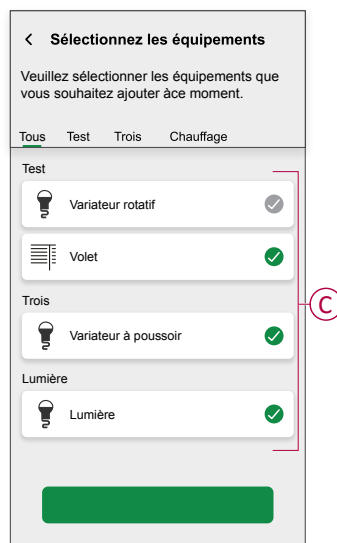 Sélectionnez les équipements
Veuillez sélectionner les équipements que
vous souhaitez ajouter àce moment.
Tous Test Trois Chauffage
Test
Variateur rotatif
Volet
C
Trois
Variateur à poussoir
Lumière
Lumière